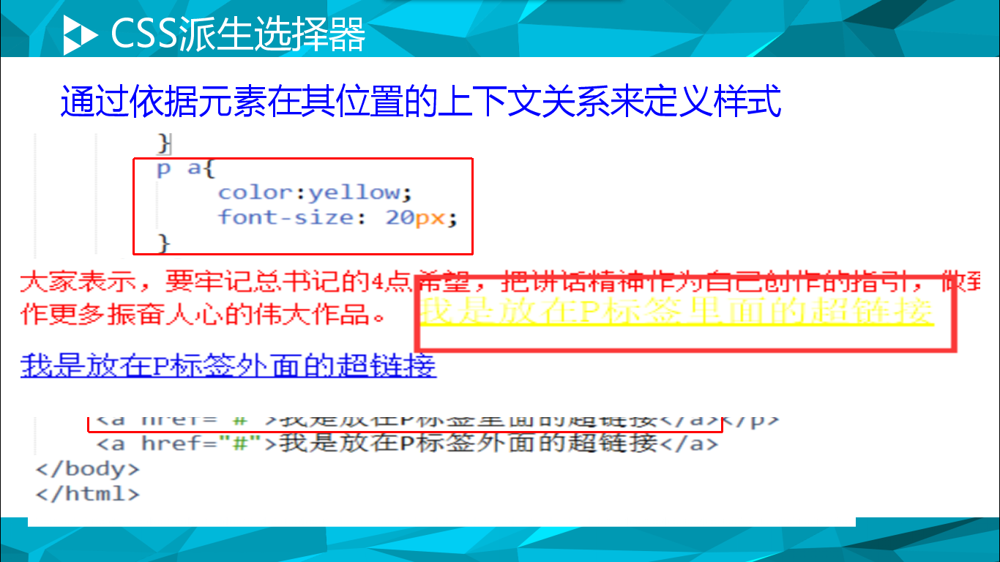 CSS派生选择器
通过依据元素在其位置的上下文关系来定义样式
}
p a{
color:yellow;
font-size: 20px;
}
大家表示，要牢记总书记的4点希望，把讲话精神作为自己创作的指引，做到
作更多振奋人心的伟大作品。 我是放在P标签里面的超链接
我是放在P标签外面的超链接
<a href="#">我是放在P标签里面的超链接</a></p>
<a href="#">我是放在P标签外面的超链接</a>
</body>
</html>